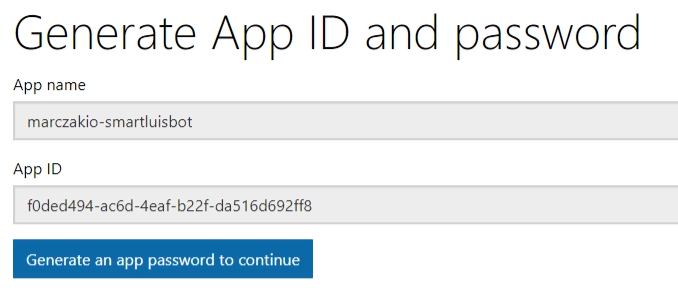 Generate App ID and password
App name
marczakio-smartluisbot
App ID
f0ded494-ac6d-4eaf-b22f-da516d692ff8
Generate an app password to continue